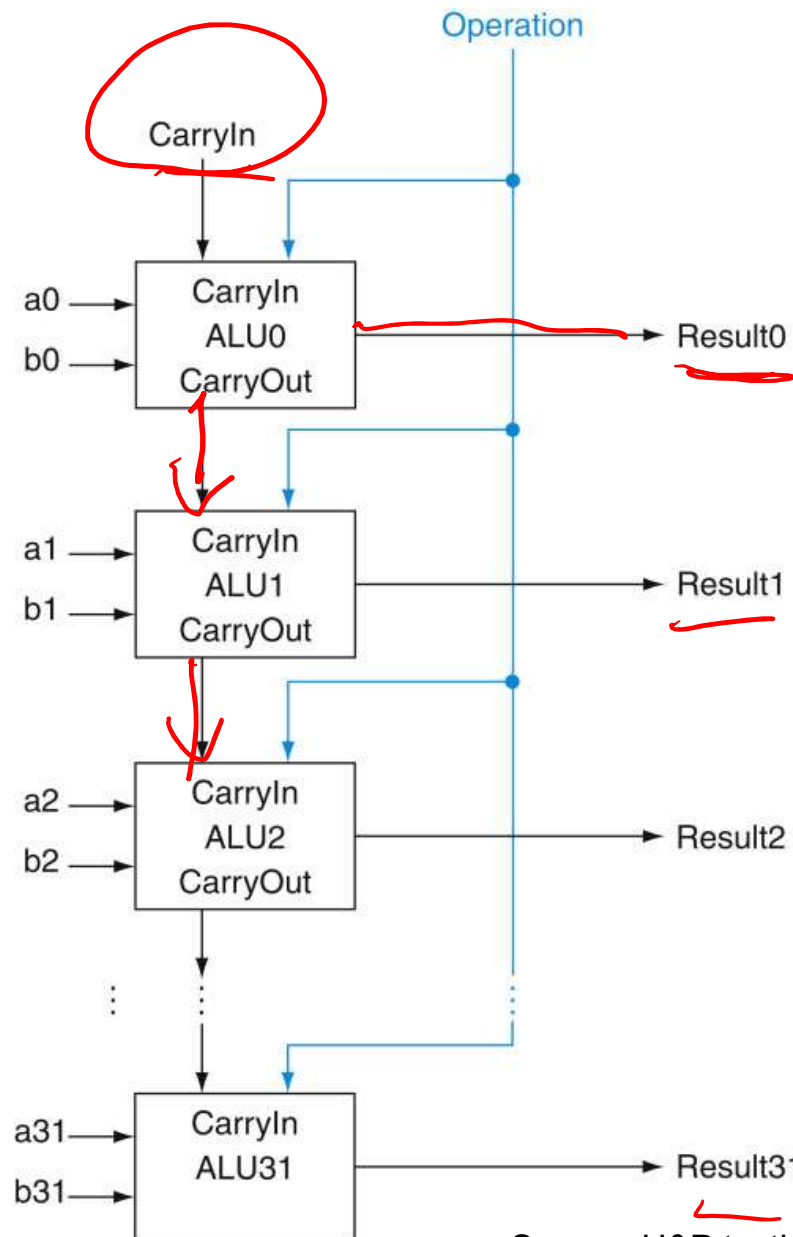 Operation
CarryIn
a0
b0
CarryIn
ALU0
CarryOut
Result0
a1
b1
CarryIn
ALU1
CarryOut
Result1
a2
b2
CarryIn
ALU2
CarryOut
Result2
a31
b31
CarryIn
ALU31
Result31